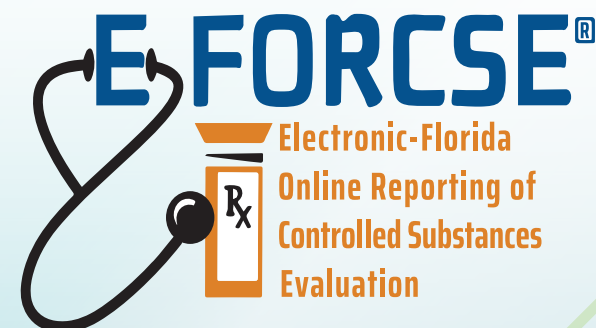 E FORCSE®
Electronic-Florida
Online Reporting of
Controlled Substances
Evaluation
Rx